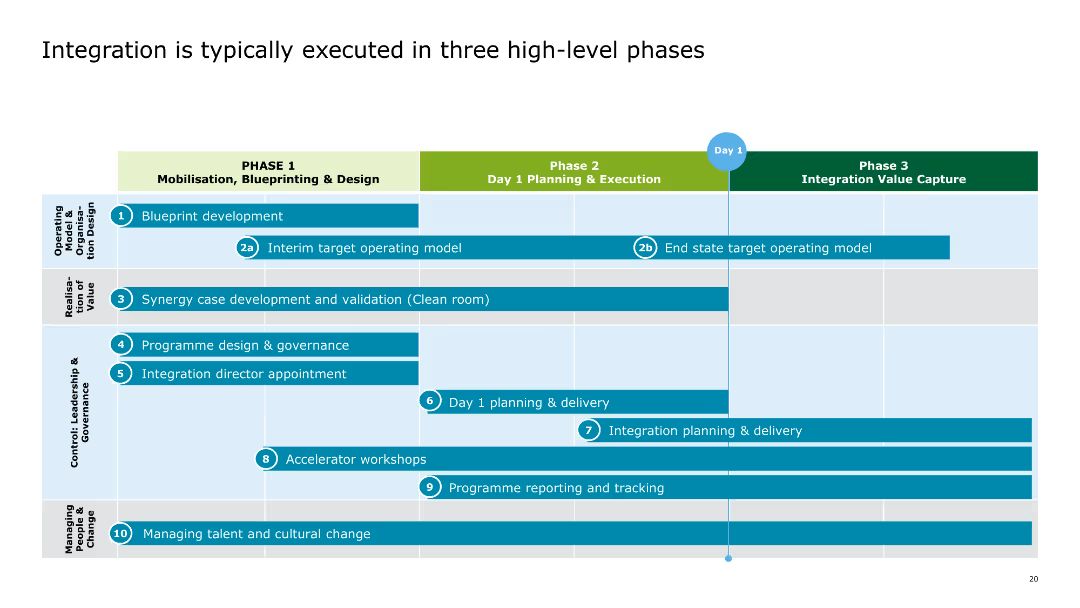 Integration is typically executed in three high-level phases
Day 1
PHASE 1
Mobilisation, Blueprinting & Design
Phase 2
Day 1 Planning & Execution
Phase 3
Integration Value Capture
Operating
Model &
Organisa-
tion Design
1 Blueprint development
2a Interim target operating model
2b End state target operating model
Realisa-
tion of
Value
3 Synergy case development and validation (Clean room)
Control: Leadership &
Governance
4 Programme design & governance
5 Integration director appointment
6 Day 1 planning & delivery
7 Integration planning & delivery
8 Accelerator workshops
9 Programme reporting and tracking
Managing
People &
Change
10 Managing talent and cultural change
20